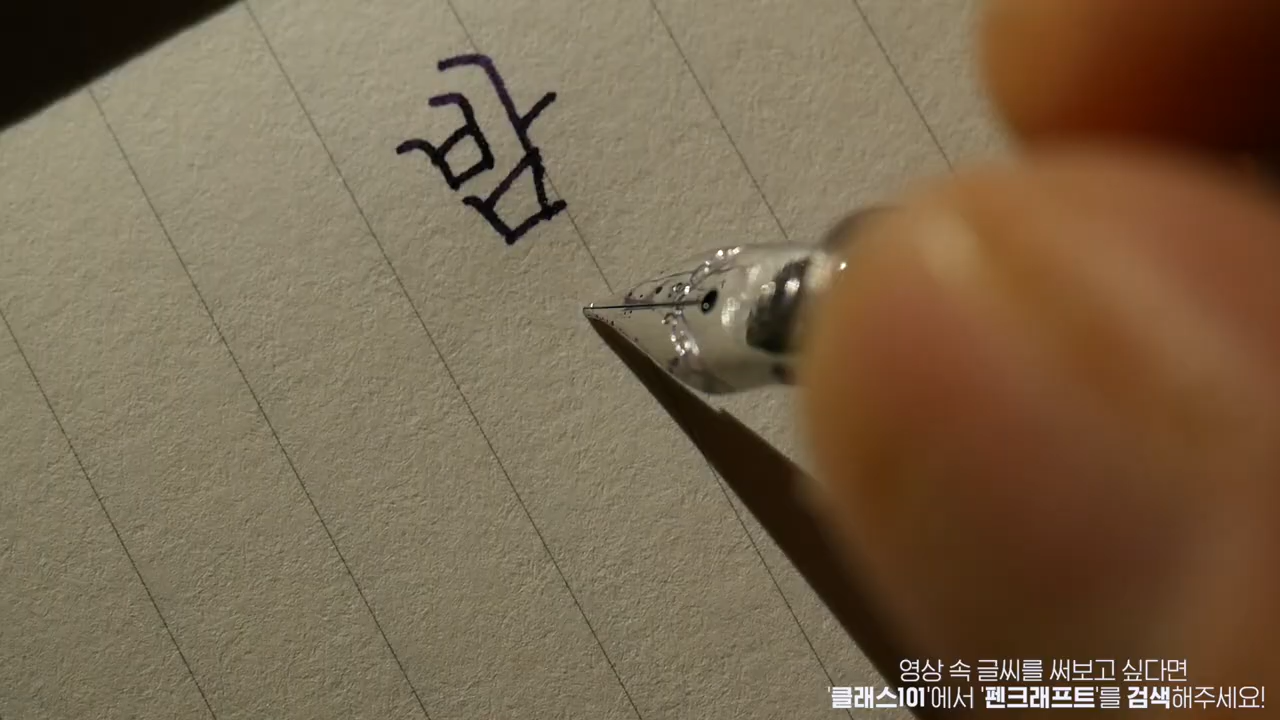 밤
영상 속 글씨를 써보고 싶다면
'클래스101'에서 '펜크래프트'를 검색해주세요!